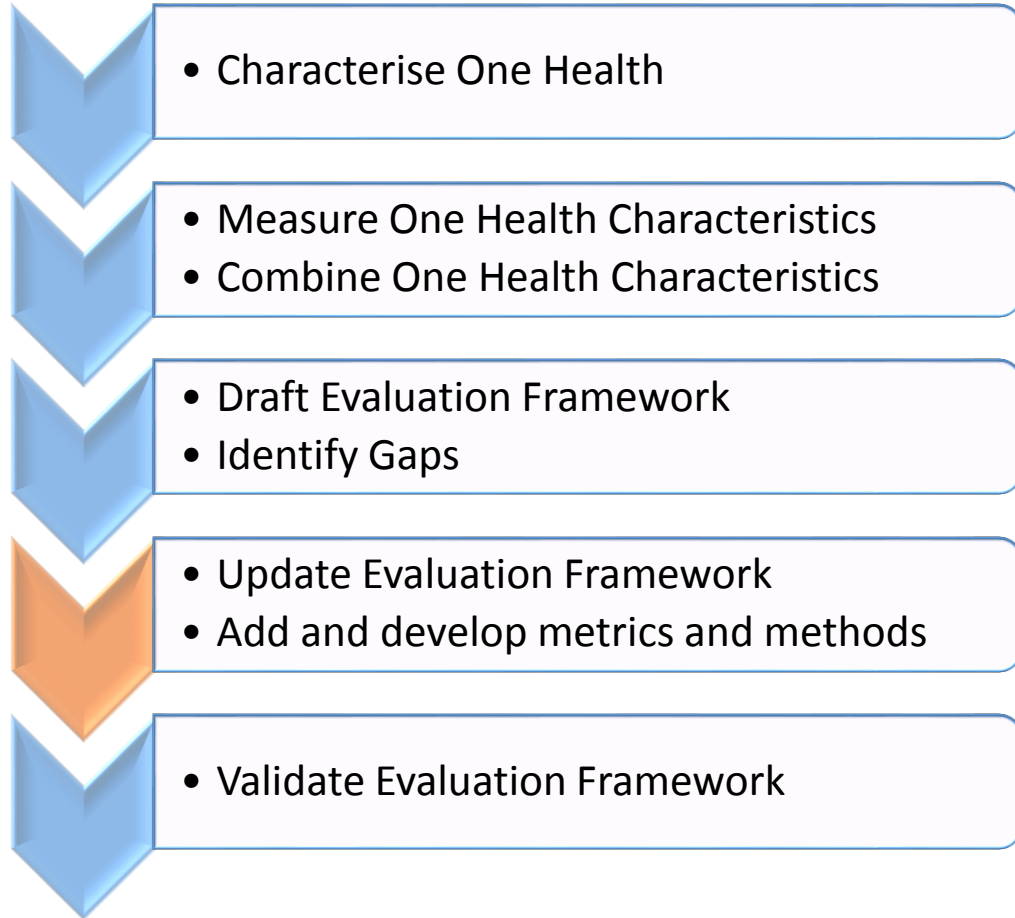 • Characterise One Health
• Measure One Health Characteristics
• Combine One Health Characteristics
• Draft Evaluation Framework
• Identify Gaps
• Update Evaluation Framework
• Add and develop metrics and methods
• Validate Evaluation Framework